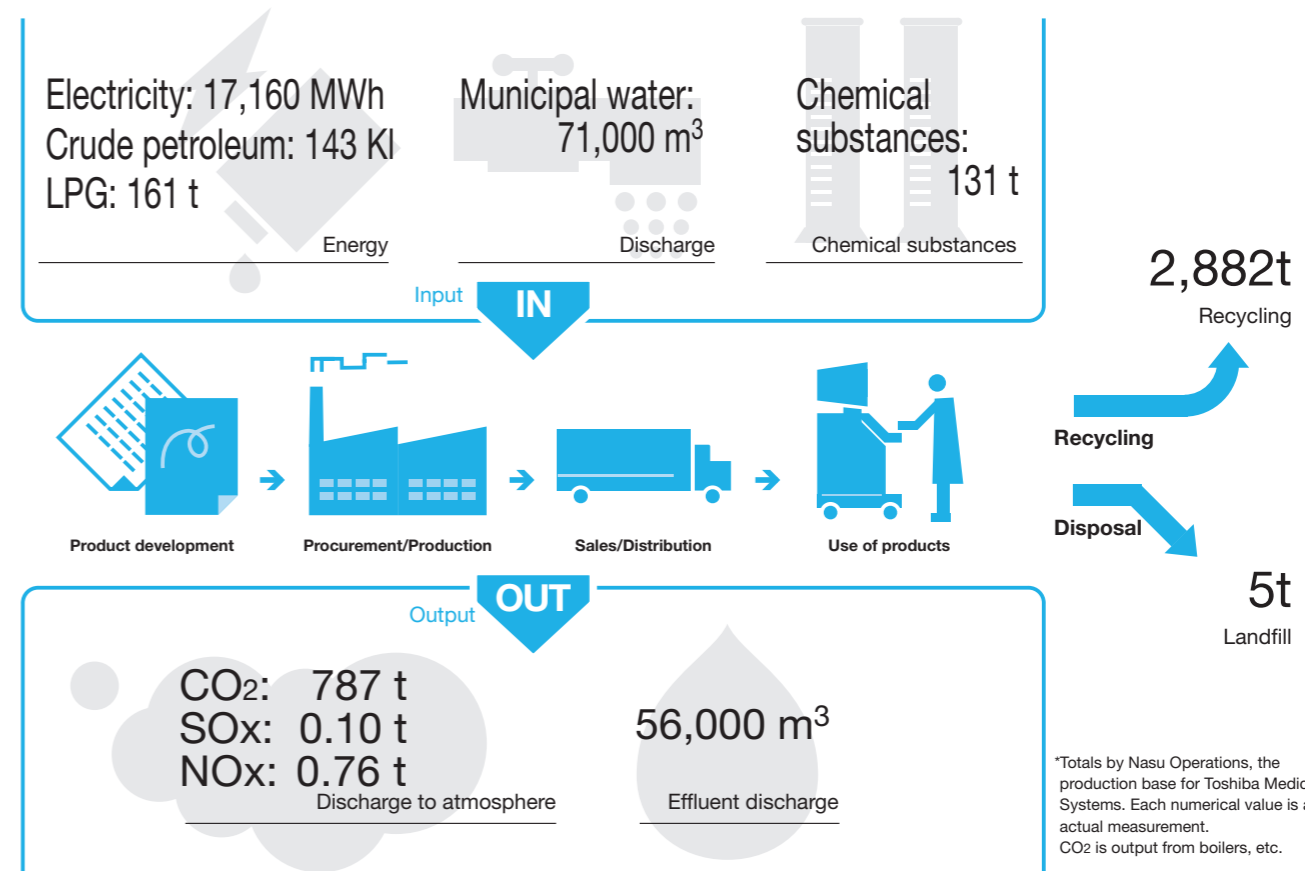 Electricity: 17,160 MWh
Crude petroleum: 143 Kl
LPG: 161 t
Energy
Municipal water:
71,000 m³
Discharge
Chemical
substances:
131 t
Chemical substances
Input
IN
2,882t
Recycling
Recycling
Product development
Procurement/Production
Sales/Distribution
Use of products
Disposal
5t
Landfill
Output
OUT
CO2: 787 t
SOx: 0.10 t
NOx: 0.76 t
Discharge to atmosphere
56,000 m³
Effluent discharge
*Totals by Nasu Operations, the
production base for Toshiba
Systems. Each numerical value is
actual measurement.
CO2 is output from boilers, etc.